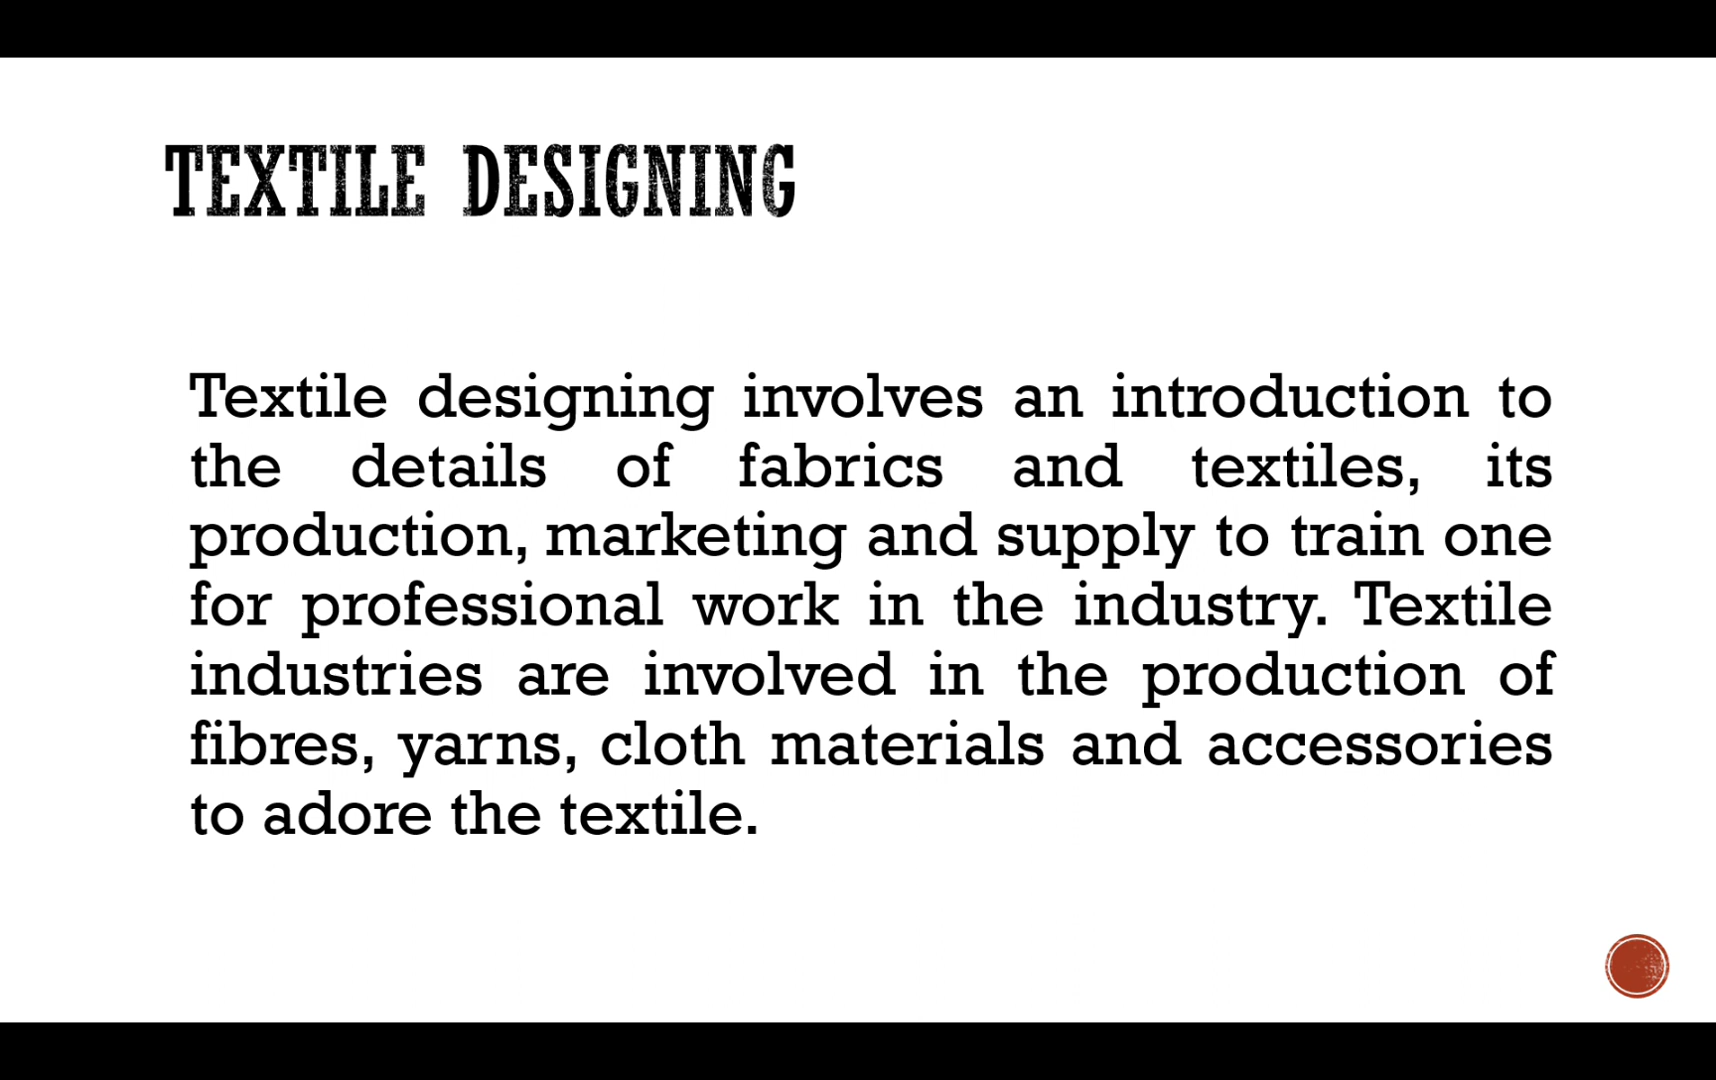 TEXTILE DESIGNING
Textile designing involves an introduction to
the details of fabrics and textiles, its
production, marketing and supply to train one
for professional work in the industry. Textile
industries are involved in the production of
fibres, yarns, cloth materials and accessories
to adore the textile.